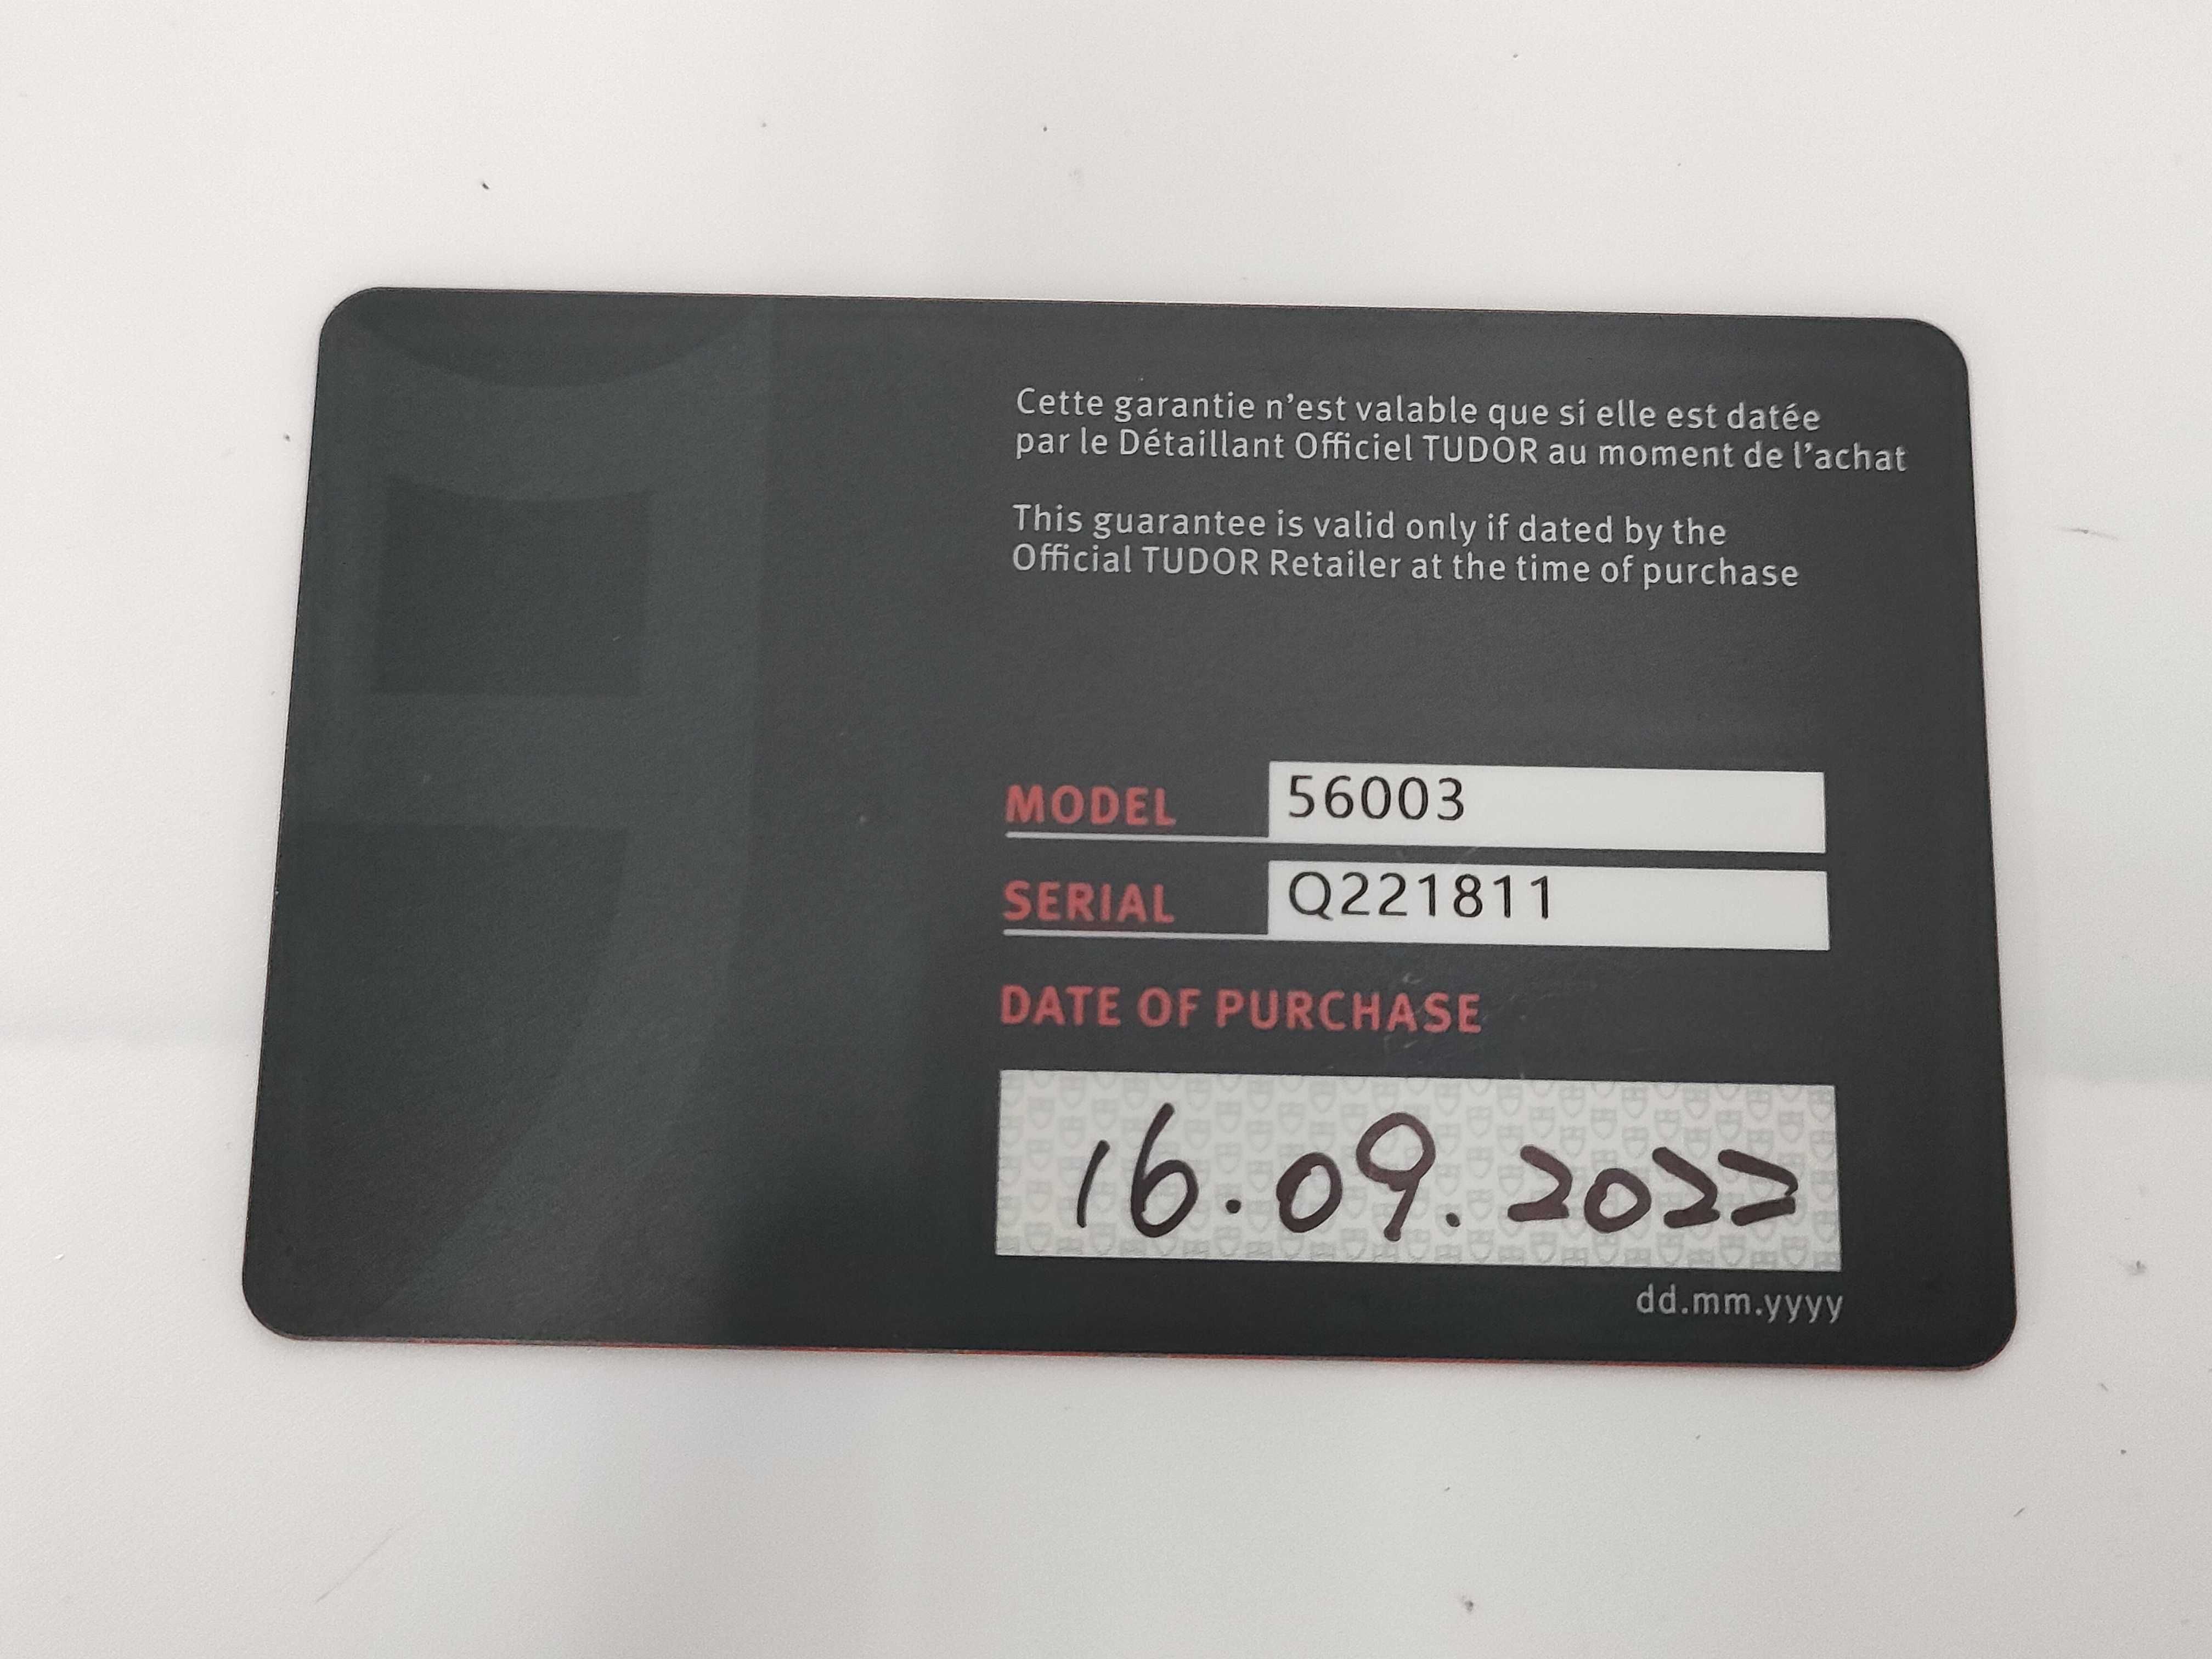 Cette garantie n'est valable que si elle est datée
par le Détaillant Officiel TUDOR au moment de l'achat
This guarantee is valid only if dated by the
Official TUDOR Retailer at the time of purchase
MODEL 56003
SERIAL Q221811
DATE OF PURCHASE
16.09.2022
dd.mm.yyyy